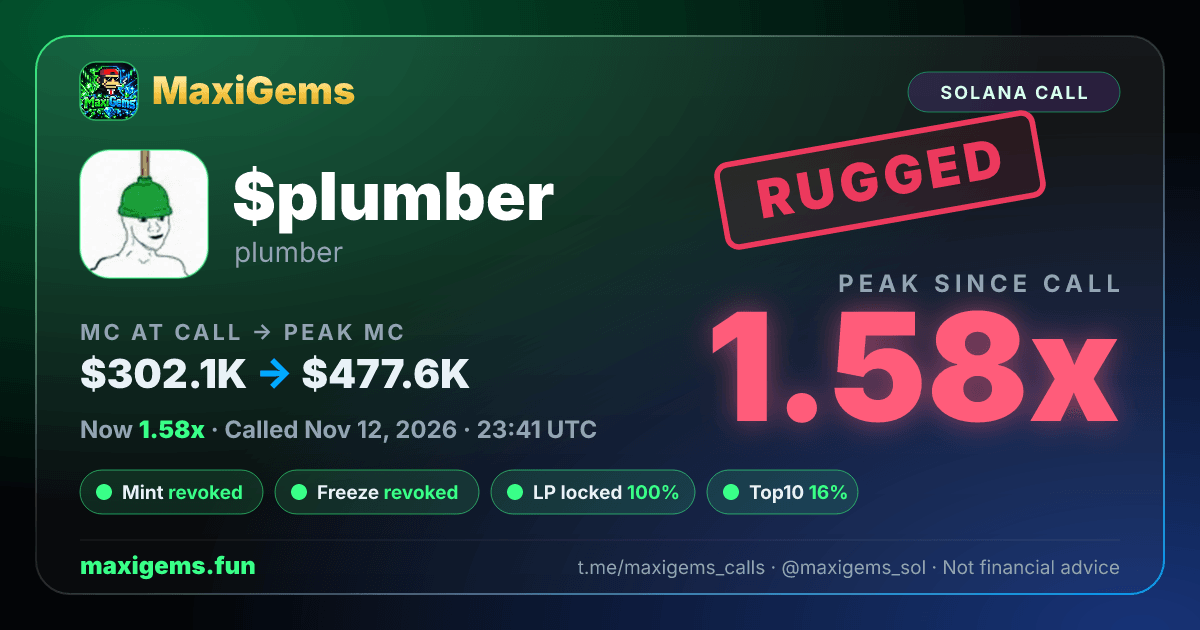 MaxiGems
MaxiGems
SOLANA CALL
RUGGED
$plumber
plumber
PEAK SINCE CALL
1.58x
MC AT CALL → PEAK MC
$302.1K → $477.6K
Now 1.58x · Called Nov 12, 2026 · 23:41 UTC
Mint revoked
Freeze revoked
LP locked 100%
Top10 16%
maxigems.fun
t.me/maxigems_calls · @maxigems_sol · Not financial advice